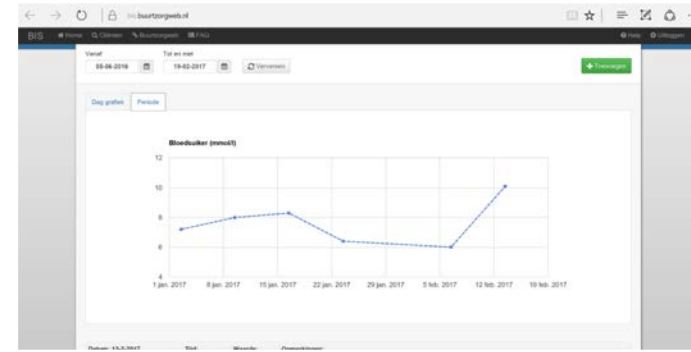 bis.buurtzorgweb.nl
BIS Home Cliënten Buurtzorgweb FAQ Help Uitloggen
Vanaf Tot en met
05-06-2016 19-02-2017 Verversen Toevoegen
Dag grafiek Periode
Bloedsuiker (mmol/l)
12
10
8
6
4
1 jan. 2017 8 jan. 2017 15 jan. 2017 22 jan. 2017 29 jan. 2017 5 feb. 2017 12 feb. 2017 19 feb. 2017
Datum: 13-2-2017 Tijd: Waarde: Opmerkingen: